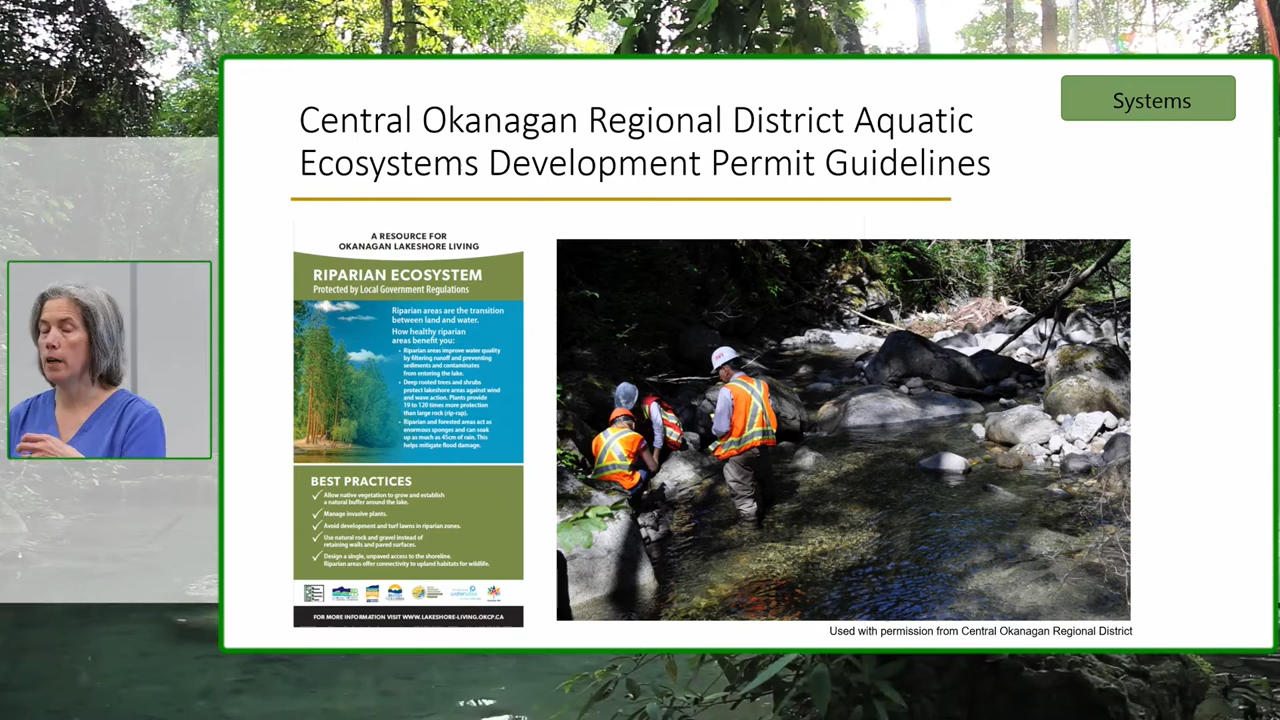 Systems
Central Okanagan Regional District Aquatic
Ecosystems Development Permit Guidelines
A RESOURCE FOR
OKANAGAN LAKESHORE LIVING
RIPARIAN ECOSYSTEM
Protected by Local Government Regulations
Riparian areas are the transition
between land and water.
How healthy riparian
areas benefit you:
• Riparian areas improve water quality
by filtering runoff and preventing
sediments and contaminates
from entering the lake.
• Deep rooted trees and shrubs
protect lakeshore areas against wind
and wave action. Plants provide
19 to 120 times more protection
than large rock (rip-rap).
• Riparian and forested areas act as
enormous sponges and can soak
up as much as 45cm of rain. This
helps mitigate flood damage.
BEST PRACTICES
✓ Allow native vegetation to grow and establish
a natural buffer around the lake.
✓ Manage invasive plants.
✓ Avoid development and turf lawns in riparian zones.
✓ Use natural rock and gravel instead of
retaining walls and paved surfaces.
✓ Design a single, unpaved access to the shoreline.
Riparian areas offer connectivity to upland habitats for wildlife.
FOR MORE INFORMATION VISIT WWW.LAKESHORE-LIVING.OKCP.CA
Used with permission from Central Okanagan Regional District